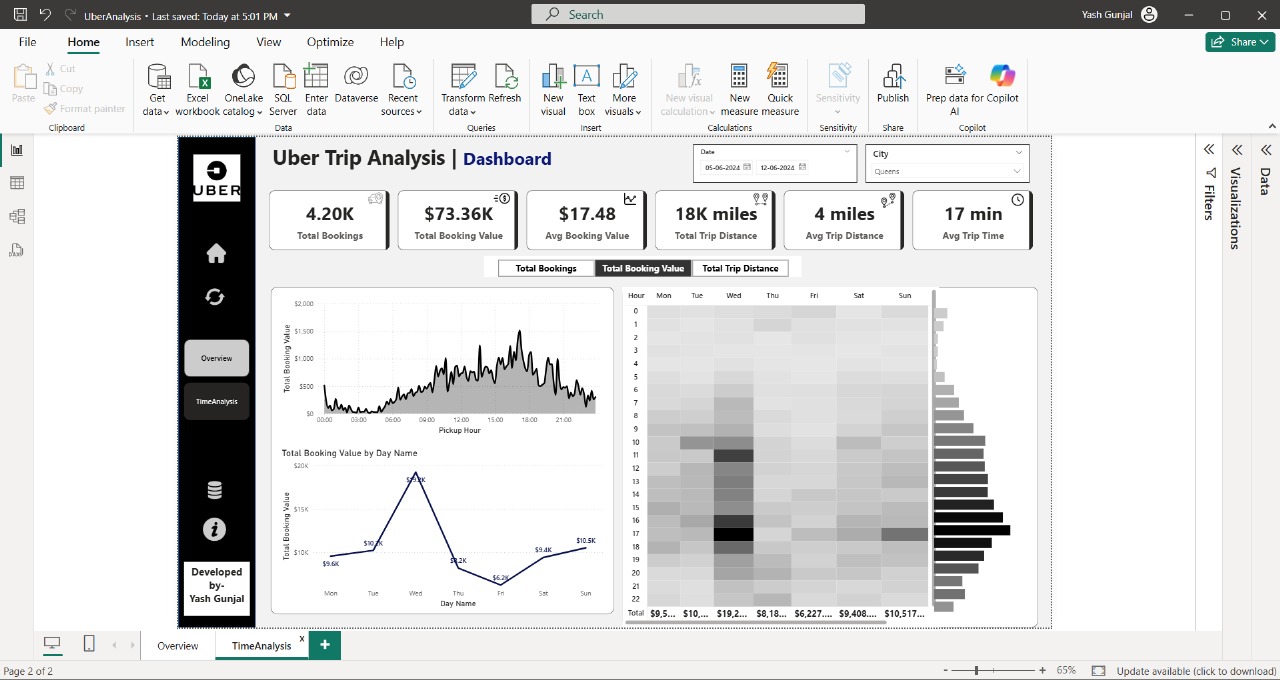 UberAnalysis • Last saved: Today at 5:01 PM
Search
Yash Gunjal
File Home Insert Modeling View Optimize Help
Share
Paste
Cut
Copy
Format painter
Clipboard
Get data
Excel workbook
OneLake catalog
SQL Server
Enter data
Dataverse
Recent sources
Data
Transform data
Refresh
Queries
New visual
Text box
More visuals
Insert
New visual calculation
New measure
Quick measure
Calculations
Sensitivity
Sensitivity
Publish
Share
Prep data for AI
Copilot
Copilot
UBER
Uber Trip Analysis | Dashboard
Date
05-06-2024 12-06-2024
City
Queens
4.20K
Total Bookings
$73.36K
Total Booking Value
$17.48
Avg Booking Value
18K miles
Total Trip Distance
4 miles
Avg Trip Distance
17 min
Avg Trip Time
Total Bookings Total Booking Value Total Trip Distance
Overview
TimeAnalysis
Developed
by-
Yash Gunjal
Total Booking Value
$2,000
$1,500
$1,000
$500
$0
00:00 03:00 06:00 09:00 12:00 15:00 18:00 21:00
Pickup Hour
Total Booking Value by Day Name
Total Booking Value
$20K
$15K
$10K
$9.6K
$6.2K
$9.4K
$10.5K
Mon Tue Wed Thu Fri Sat Sun
Day Name
Hour Mon Tue Wed Thu Fri Sat Sun
0
1
2
3
4
5
6
7
8
9
10
11
12
13
14
15
16
17
18
19
20
21
22
Total $9,5... $10,... $19,2... $8,18... $6,227.... $9,408.... $10,517...
Filters
Visualizations
Data
Overview
TimeAnalysis
x
+
Page 2 of 2
- + 65%
Update available (click to download)